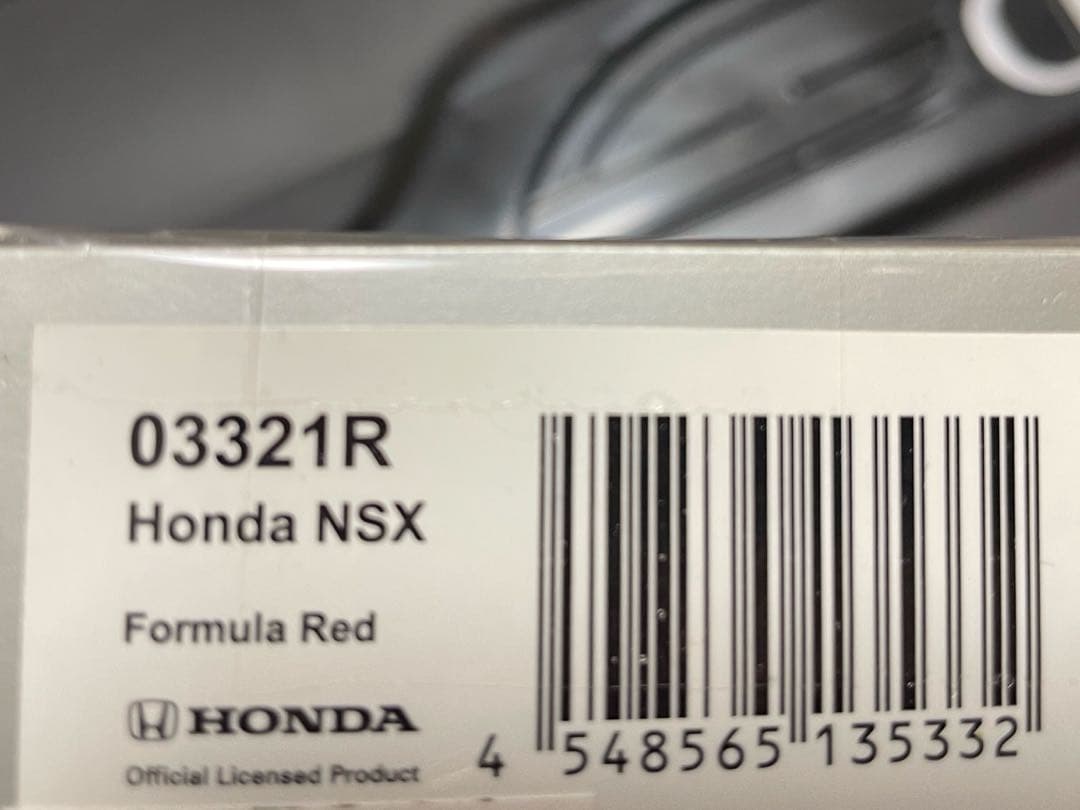 03321R
Honda NSX
Formula Red
HONDA
Official Licensed Product
4 548565 135332